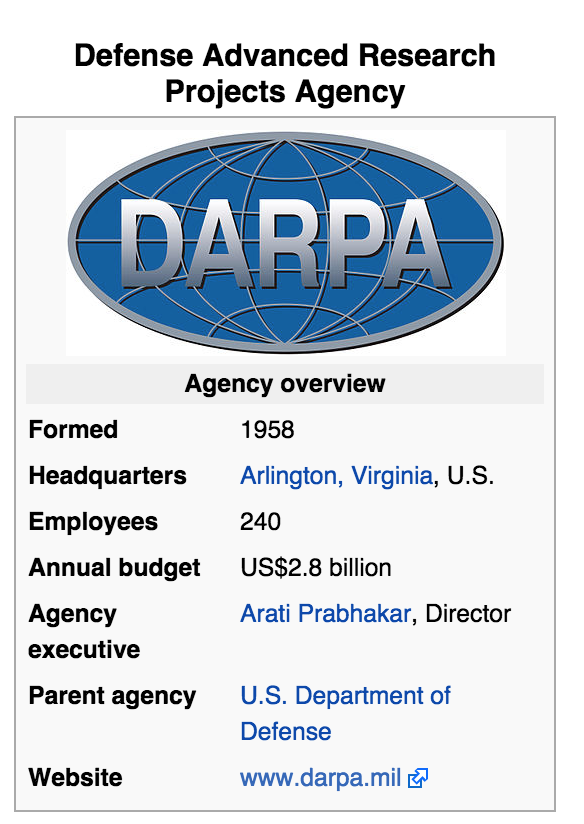 Defense Advanced Research
Projects Agency
DARPA
Agency overview
Formed 1958
Headquarters Arlington, Virginia, U.S.
Employees 240
Annual budget US$2.8 billion
Agency Arati Prabhakar, Director
executive
Parent agency U.S. Department of
Defense
Website www.darpa.mil